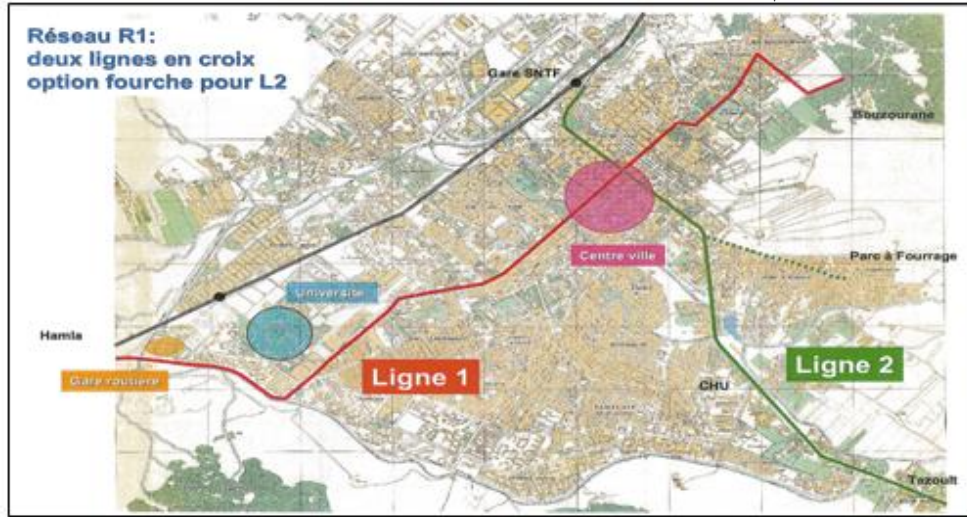 Réseau R1:
deux lignes en croix
option fourche pour L2
Gare SNTF
Bouzourane
Centre ville
Parc à Fourrage
Université
Hamla
Gare routière
Ligne 1
Ligne 2
CHU
Tazoult